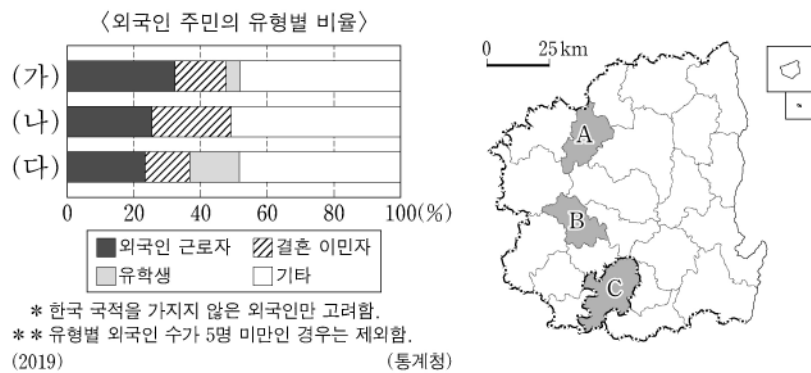 〈외국인 주민의 유형별 비율〉
(가)
(나)
(다)
0 20 40 60 80 100(%)
외국인 근로자 결혼 이민자
유학생 기타
* 한국 국적을 가지지 않은 외국인만 고려함.
* * 유형별 외국인 수가 5명 미만인 경우는 제외함.
(2019) (통계청)
0 25 km
A
B
C